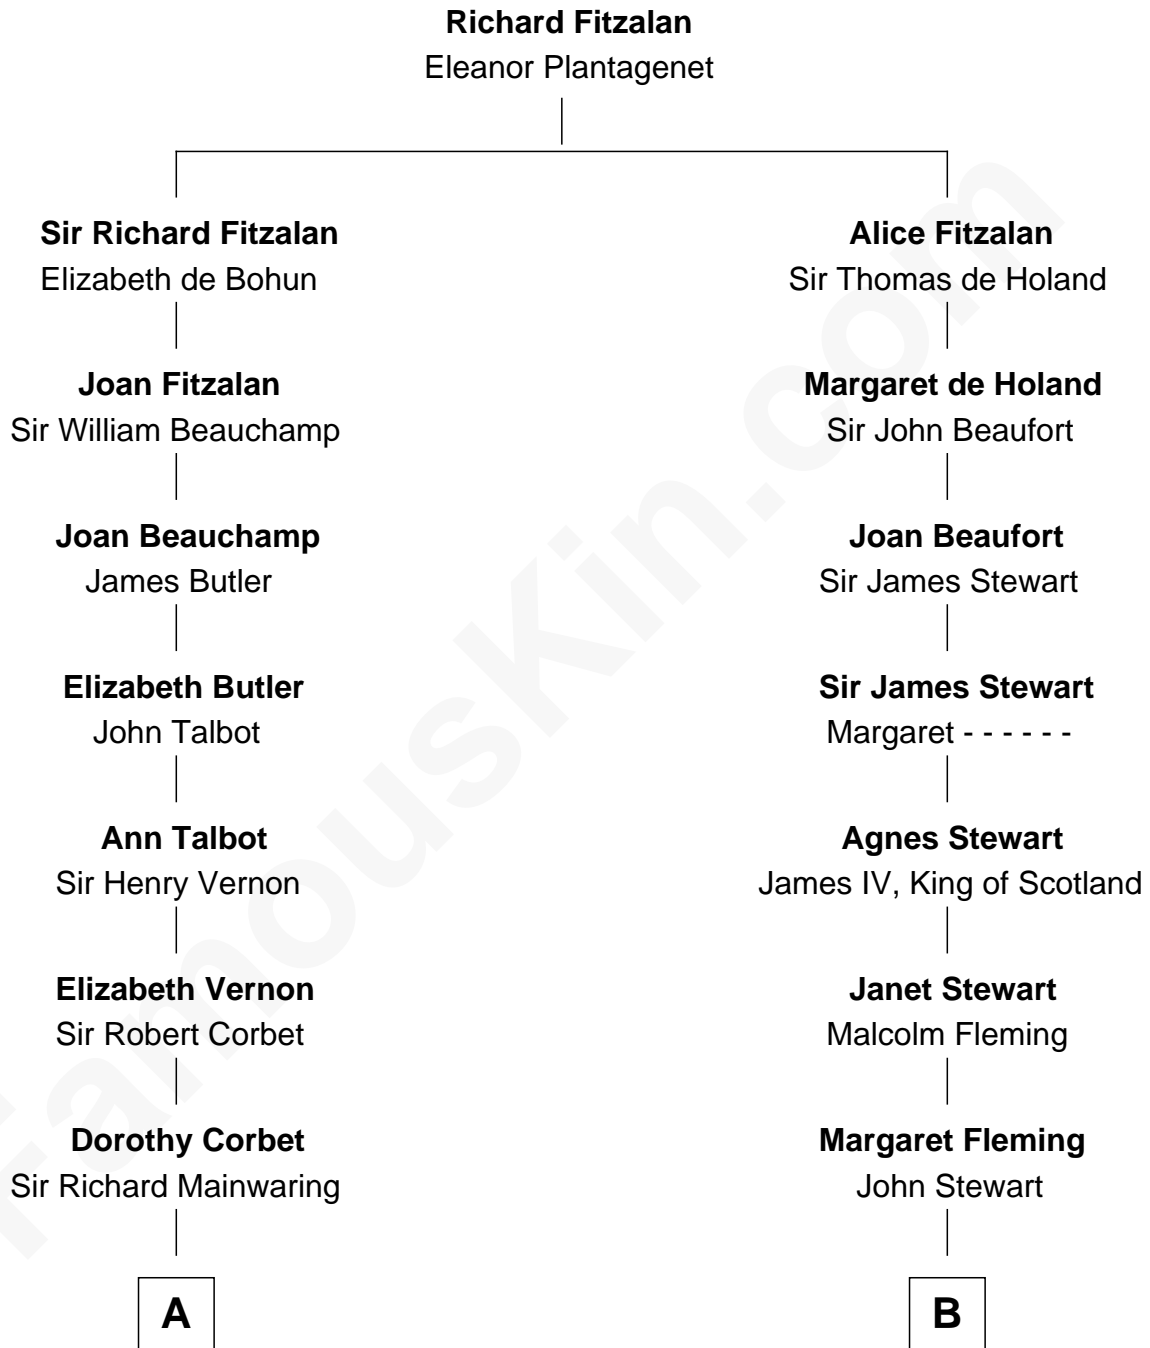 Richard Fitzalan
Eleanor Plantagenet
Sir Richard Fitzalan
Elizabeth de Bohun
Alice Fitzalan
Sir Thomas de Holand
Joan Fitzalan
Sir William Beauchamp
Margaret de Holand
Sir John Beaufort
Joan Beauchamp
James Butler
Joan Beaufort
Sir James Stewart
Elizabeth Butler
John Talbot
Sir James Stewart
Margaret - - - - - -
Ann Talbot
Sir Henry Vernon
Agnes Stewart
James IV, King of Scotland
Elizabeth Vernon
Sir Robert Corbet
Janet Stewart
Malcolm Fleming
Dorothy Corbet
Sir Richard Mainwaring
Margaret Fleming
John Stewart
A
B
FamousKin.com